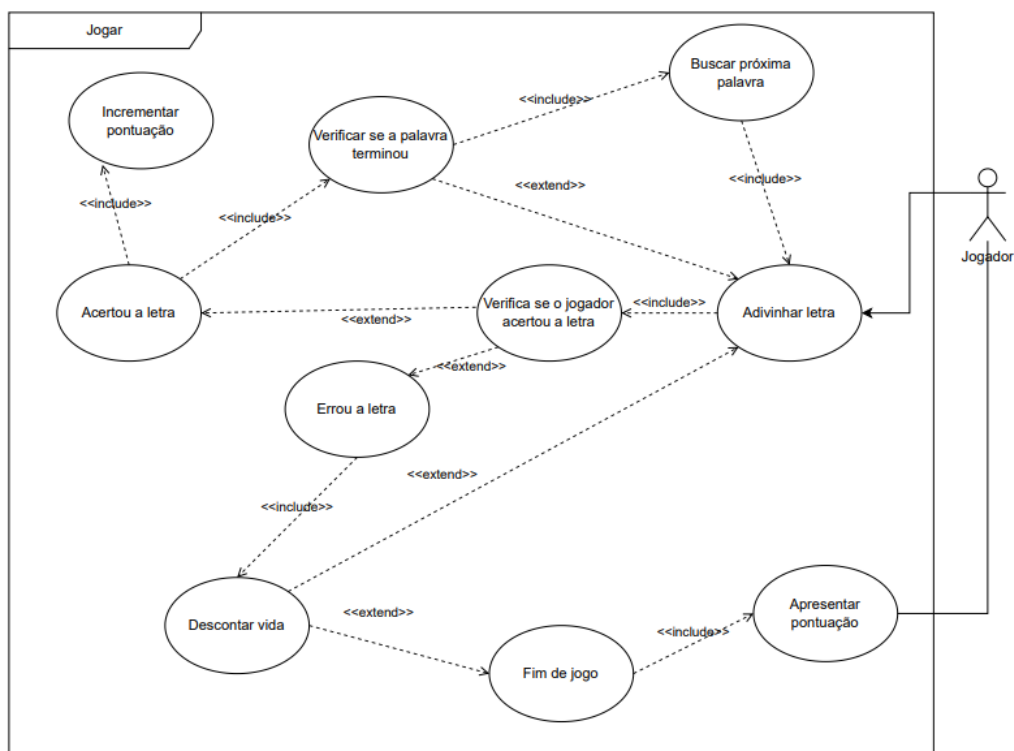 Jogar
Buscar próxima
palavra
Incrementar
pontuação
<<include>>
Verificar se a palavra
terminou
<<include>>
<<extend>>
<<include>>
<<include>>
Jogador
Acertou a letra
<<extend>>
Verifica se o jogador
acertou a letra
<<include>>
Adivinhar letra
<<extend>>
Errou a letra
<<extend>>
<<include>>
Descontar vida
<<extend>>
Apresentar
pontuação
<<include>>
Fim de jogo